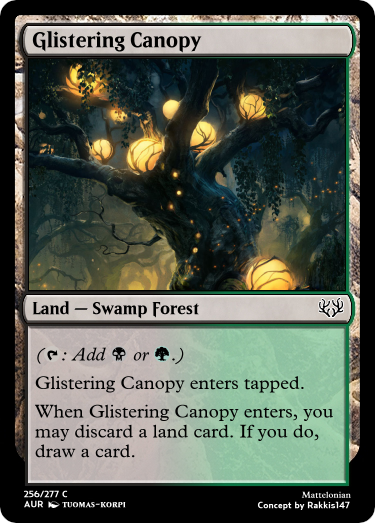 Glistering Canopy
Land — Swamp Forest
(: Add or .)
Glistering Canopy enters tapped.
When Glistering Canopy enters, you
may discard a land card. If you do,
draw a card.
256/277 C
Mattelonian
AUR TUOMAS-KORPI
Concept by Rakkis147